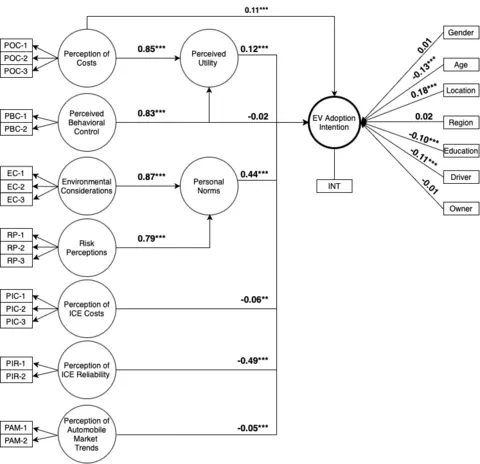 0.11***
POC-1
POC-2
POC-3
Perception of
Costs
0.85***
Perceived
Utility
0.12***
PBC-1
PBC-2
Perceived
Behavioral
Control
0.83***
-0.02
EV Adoption
Intention
INT
0.01
Gender
-0.13***
Age
0.18***
Location
0.02
Region
-0.10***
Education
-0.11***
Driver
-0.01
Owner
EC-1
EC-2
EC-3
Environmental
Considerations
0.87***
Personal
Norms
0.44***
RP-1
RP-2
RP-3
Risk
Perceptions
0.79***
PIC-1
PIC-2
PIC-3
Perception of
ICE Costs
-0.06**
PIR-1
PIR-2
Perception of
ICE Reliability
-0.49***
PAM-1
PAM-2
Perception of
Automobile
Market
Trends
-0.05***